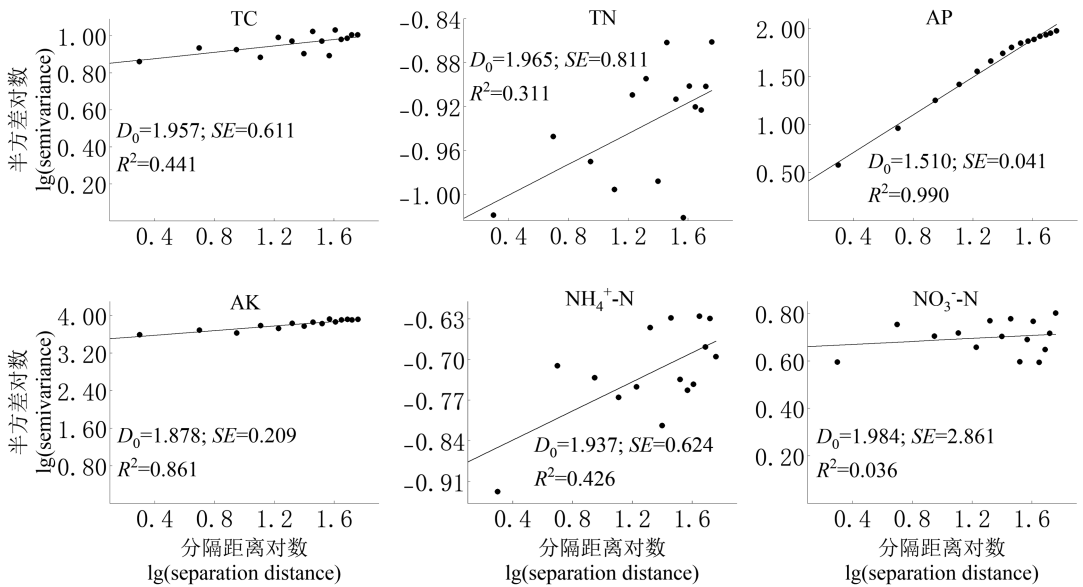 TC
半方差对数
lg(semivariance)
1.00
0.80
0.60
0.40
0.20
D₀=1.957; SE=0.611
R²=0.441
0.4 0.8 1.2 1.6
TN
-0.84
-0.88
-0.92
-0.96
-1.00
D₀=1.965; SE=0.811
R²=0.311
0.4 0.8 1.2 1.6
AP
2.00
1.50
1.00
0.50
D₀=1.510; SE=0.041
R²=0.990
0.4 0.8 1.2 1.6
AK
半方差对数
lg(semivariance)
4.00
3.20
2.40
1.60
0.80
D₀=1.878; SE=0.209
R²=0.861
0.4 0.8 1.2 1.6
分隔距离对数
lg(separation distance)
NH₄⁺-N
-0.63
-0.70
-0.77
-0.84
-0.91
D₀=1.937; SE=0.624
R²=0.426
0.4 0.8 1.2 1.6
分隔距离对数
lg(separation distance)
NO₃⁻-N
0.80
0.60
0.40
0.20
D₀=1.984; SE=2.861
R²=0.036
0.4 0.8 1.2 1.6
分隔距离对数
lg(separation distance)